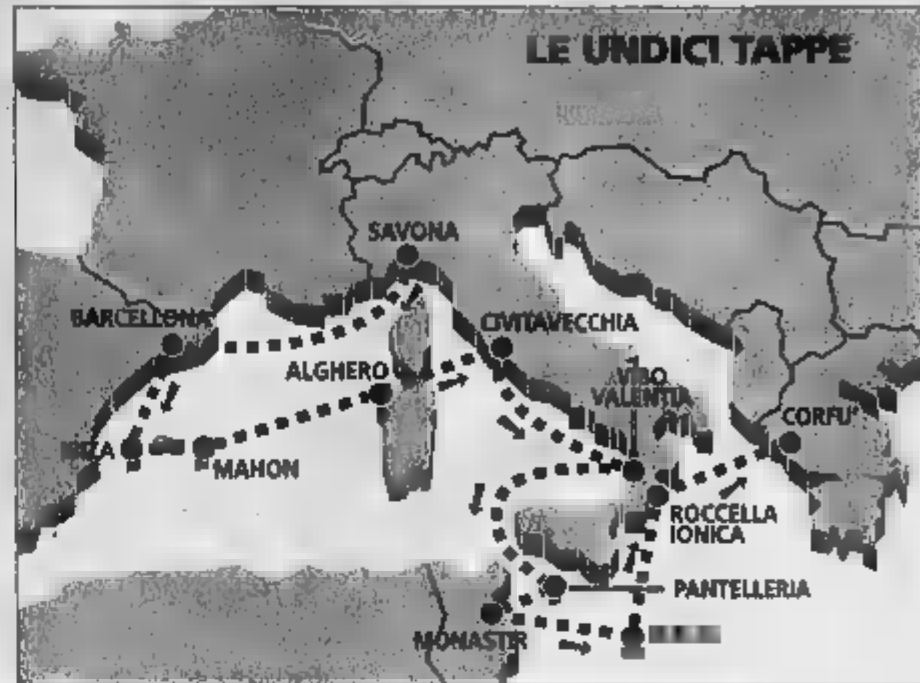 LE UNDICI TAPPE
SAVONA
BARCELLONA
CIVITAVECCHIA
ALGHERO
VIBO
VALENTIA
CORFU'
MAHON
ROCCELLA
IONICA
PANTELLERIA
MONASTIR